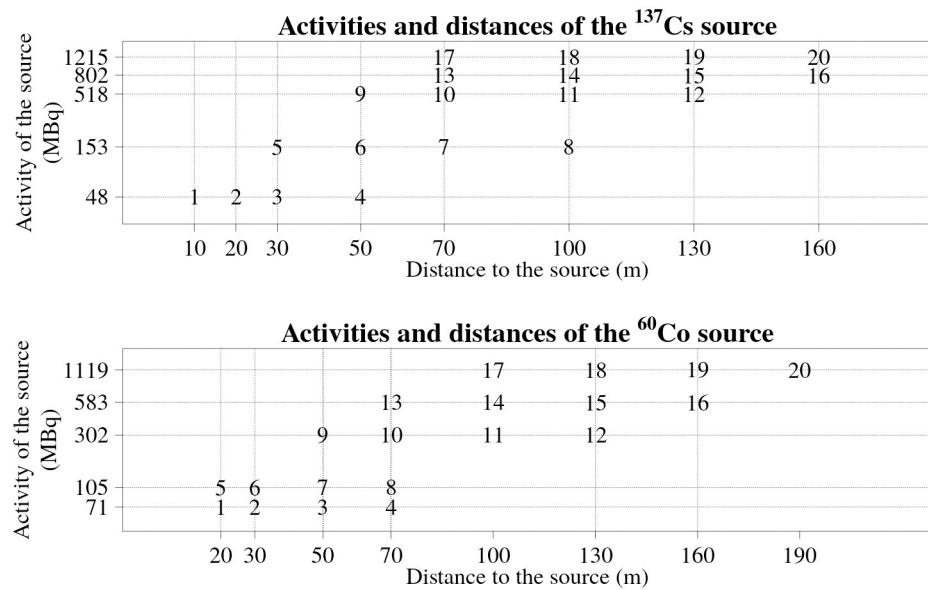 Activities and distances of the ¹³⁷Cs source
Activity of the source
(MBq)
1215 17 18 19 20
802 13 14 15 16
518 9 10 11 12
153 5 6 7 8
48 1 2 3 4
10 20 30 50 70 100 130 160
Distance to the source (m)
Activities and distances of the ⁶⁰Co source
Activity of the source
(MBq)
1119 17 18 19 20
583 13 14 15 16
302 9 10 11 12
105 5 6 7 8
71 1 2 3 4
20 30 50 70 100 130 160 190
Distance to the source (m)